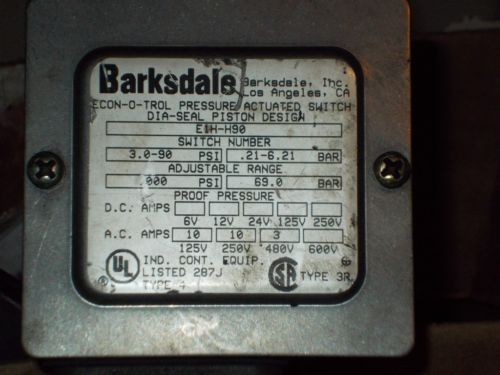 Barksdale Barksdale, Inc.
Los Angeles, CA
ECON-O-TROL PRESSURE ACTUATED SWITCH
DIA-SEAL PISTON DESIGN
E1H-H90
SWITCH NUMBER
3.0-90 PSI .21-6.21 BAR
ADJUSTABLE RANGE
.000 PSI 69.0 BAR
PROOF PRESSURE
D.C. AMPS
6V 12V 24V 125V 250V
A.C. AMPS 10 10 3
125V 250V 480V 600V
UL IND. CONT. EQUIP.
® LISTED 287J
TYPE 4
SA TYPE 3R